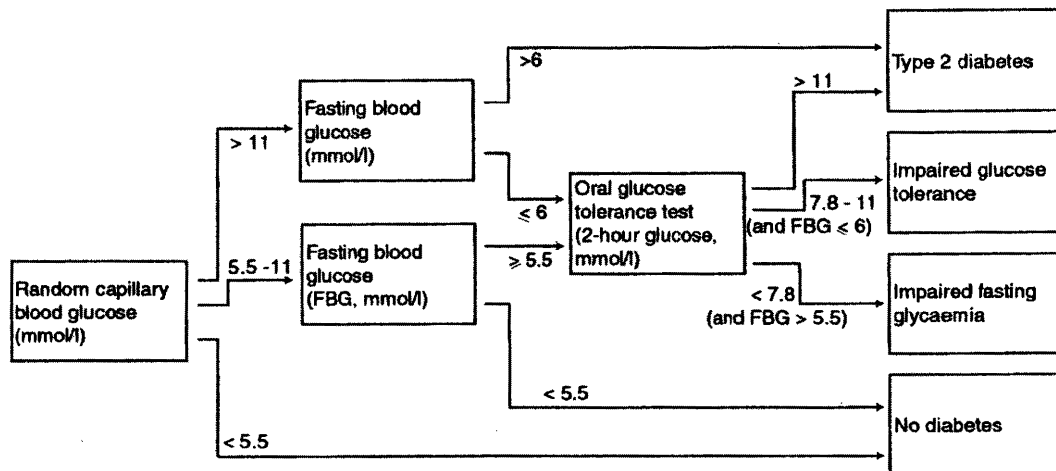 Random capillary
blood glucose
(mmol/l)
> 11
5.5 -11
< 5.5
Fasting blood
glucose
(mmol/l)
>6
⩽ 6
Fasting blood
glucose
(FBG, mmol/l)
⩾ 5.5
< 5.5
Oral glucose
tolerance test
(2-hour glucose,
mmol/l)
> 11
7.8 - 11
(and FBG ⩽ 6)
< 7.8
(and FBG > 5.5)
Type 2 diabetes
Impaired glucose
tolerance
Impaired fasting
glycaemia
No diabetes